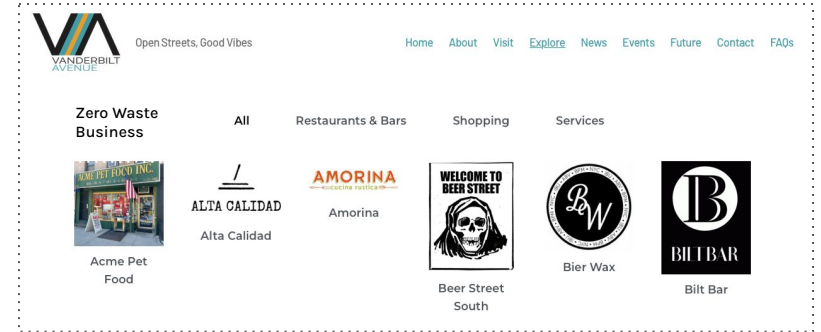 VANDERBILT
AVENUE
Open Streets, Good Vibes
Home About Visit Explore News Events Future Contact FAQs
Zero Waste
Business
All Restaurants & Bars Shopping Services
ACME PET FOOD INC.
Acme Pet
Food
ALTA CALIDAD
Alta Calidad
AMORINA
cucina rustica
Amorina
WELCOME TO
BEER STREET
Beer Street
South
BW
Bier Wax
B
BILTBAR
Bilt Bar